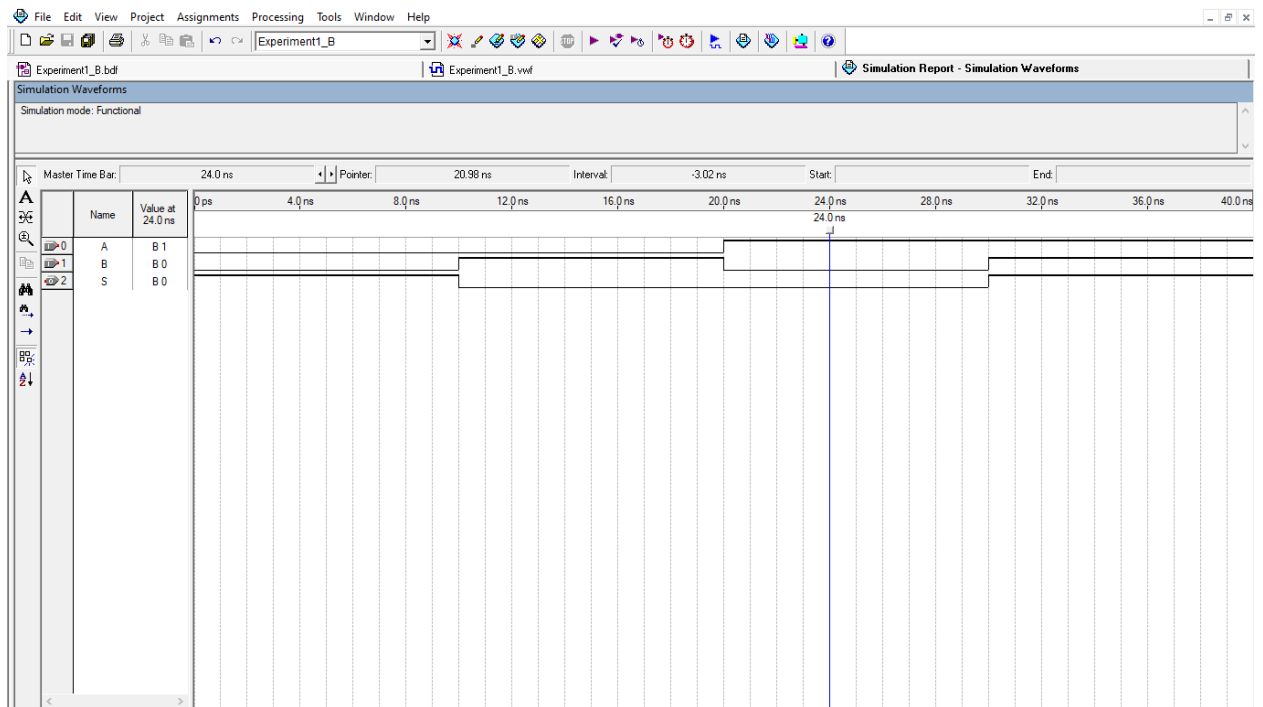 File Edit View Project Assignments Processing Tools Window Help
Experiment1_B
STOP
Experiment1_B.bdf
Experiment1_B.vwf
Simulation Report - Simulation Waveforms
Simulation Waveforms
Simulation mode: Functional
Master Time Bar: 24.0 ns Pointer: 20.98 ns Interval: -3.02 ns Start: End:
A
Name
Value at
24.0 ns
0 ps 4.0 ns 8.0 ns 12.0 ns 16.0 ns 20.0 ns 24.0 ns 28.0 ns 32.0 ns 36.0 ns 40.0 ns
24.0 ns
0 A B 1
1 B B 0
2 S B 0